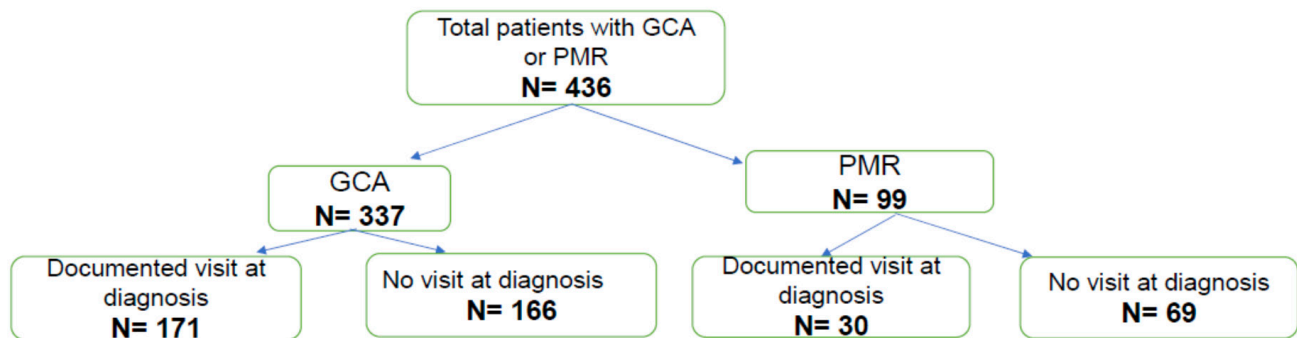 Total patients with GCA
or PMR
N= 436
GCA
N= 337
PMR
N= 99
Documented visit at
diagnosis
N= 171
No visit at diagnosis
N= 166
Documented visit at
diagnosis
N= 30
No visit at diagnosis
N= 69